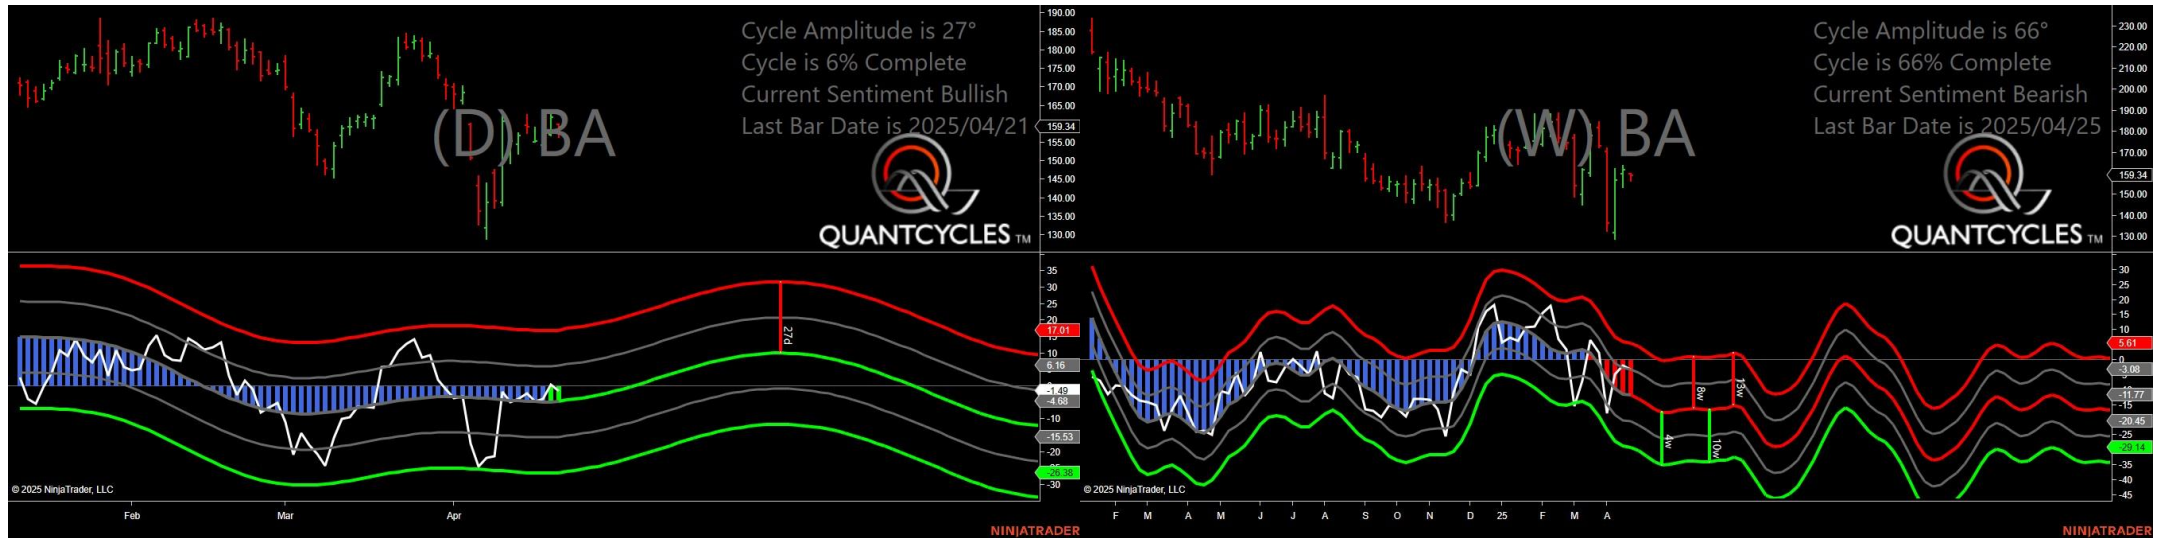 Cycle Amplitude is 27°
Cycle is 6% Complete
Current Sentiment Bullish
Last Bar Date is 2025/04/21
(D) BA
QUANTCYCLES TM
190.00
185.00
180.00
175.00
170.00
165.00
160.00
159.34
155.00
150.00
145.00
140.00
135.00
130.00
27d
35
30
25
20
17.01
10
6.16
-1.49
-4.68
-10
-15.53
-20
-26.38
-30
© 2025 NinjaTrader, LLC
Feb
Mar
Apr
NINJATRADER
Cycle Amplitude is 66°
Cycle is 66% Complete
Current Sentiment Bearish
Last Bar Date is 2025/04/25
(W) BA
QUANTCYCLES TM
230.00
220.00
210.00
200.00
190.00
180.00
170.00
159.34
150.00
140.00
130.00
4w
8w
10w
13w
30
25
20
15
10
5.61
0
-3.08
-11.77
-15
-20.45
-25
-29.14
-35
-40
-45
© 2025 NinjaTrader, LLC
F M A M J J A S O N D 25 F M A
NINJATRADER